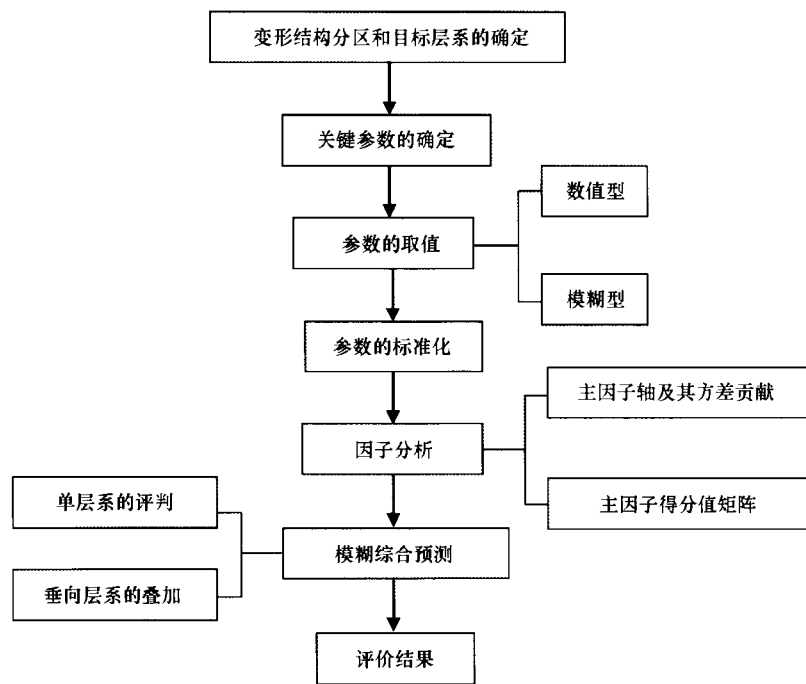 变形结构分区和目标层系的确定
关键参数的确定
数值型
参数的取值
模糊型
参数的标准化
主因子轴及其方差贡献
因子分析
单层系的评判
主因子得分值矩阵
模糊综合预测
垂向层系的叠加
评价结果